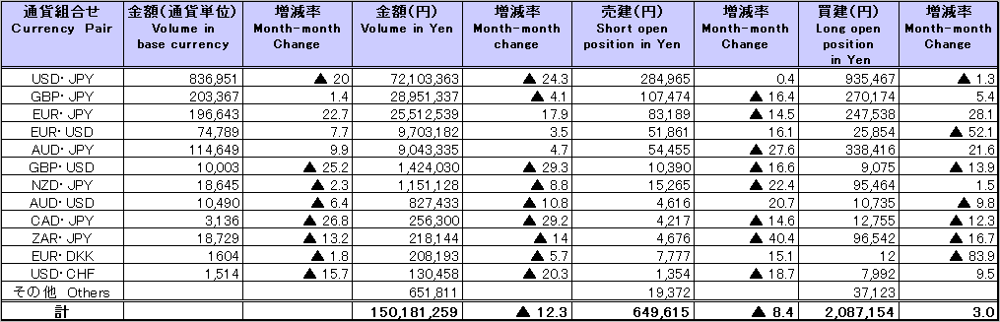 通貨組合せ 金額(通貨単位) 増減率 金額(円) 増減率 売建(円) 増減率 買建(円) 増減率
Currency Pair Volume in base currency Month-month Change Volume in Yen Month-month change Short open position in Yen Month-month Change Long open position in Yen Month-month Change
USD・JPY 836,951 ▲ 20 72,103,363 ▲ 24.3 284,965 0.4 935,467 ▲ 1.3
GBP・JPY 203,367 1.4 28,951,337 ▲ 4.1 107,474 ▲ 16.4 270,174 5.4
EUR・JPY 196,643 22.7 25,512,539 17.9 83,189 ▲ 14.5 247,538 28.1
EUR・USD 74,789 7.7 9,703,182 3.5 51,861 16.1 25,854 ▲ 52.1
AUD・JPY 114,649 9.9 9,043,335 4.7 54,455 ▲ 27.6 338,416 21.6
GBP・USD 10,003 ▲ 25.2 1,424,030 ▲ 29.3 10,390 ▲ 16.6 9,075 ▲ 13.9
NZD・JPY 18,645 ▲ 2.3 1,151,128 ▲ 8.8 15,265 ▲ 22.4 95,464 1.5
AUD・USD 10,490 ▲ 6.4 827,433 ▲ 10.8 4,616 20.7 10,735 ▲ 9.8
CAD・JPY 3,136 ▲ 26.8 256,300 ▲ 29.2 4,217 ▲ 14.6 12,755 ▲ 12.3
ZAR・JPY 18,729 ▲ 13.2 218,144 ▲ 14 4,676 ▲ 40.4 96,542 ▲ 16.7
EUR・DKK 1604 ▲ 1.8 208,193 ▲ 5.7 7,777 15.1 12 ▲ 83.9
USD・CHF 1,514 ▲ 15.7 130,458 ▲ 20.3 1,354 ▲ 18.7 7,992 9.5
その他 Others 651,811 19,372 37,123
計 150,181,259 ▲ 12.3 649,615 ▲ 8.4 2,087,154 3.0